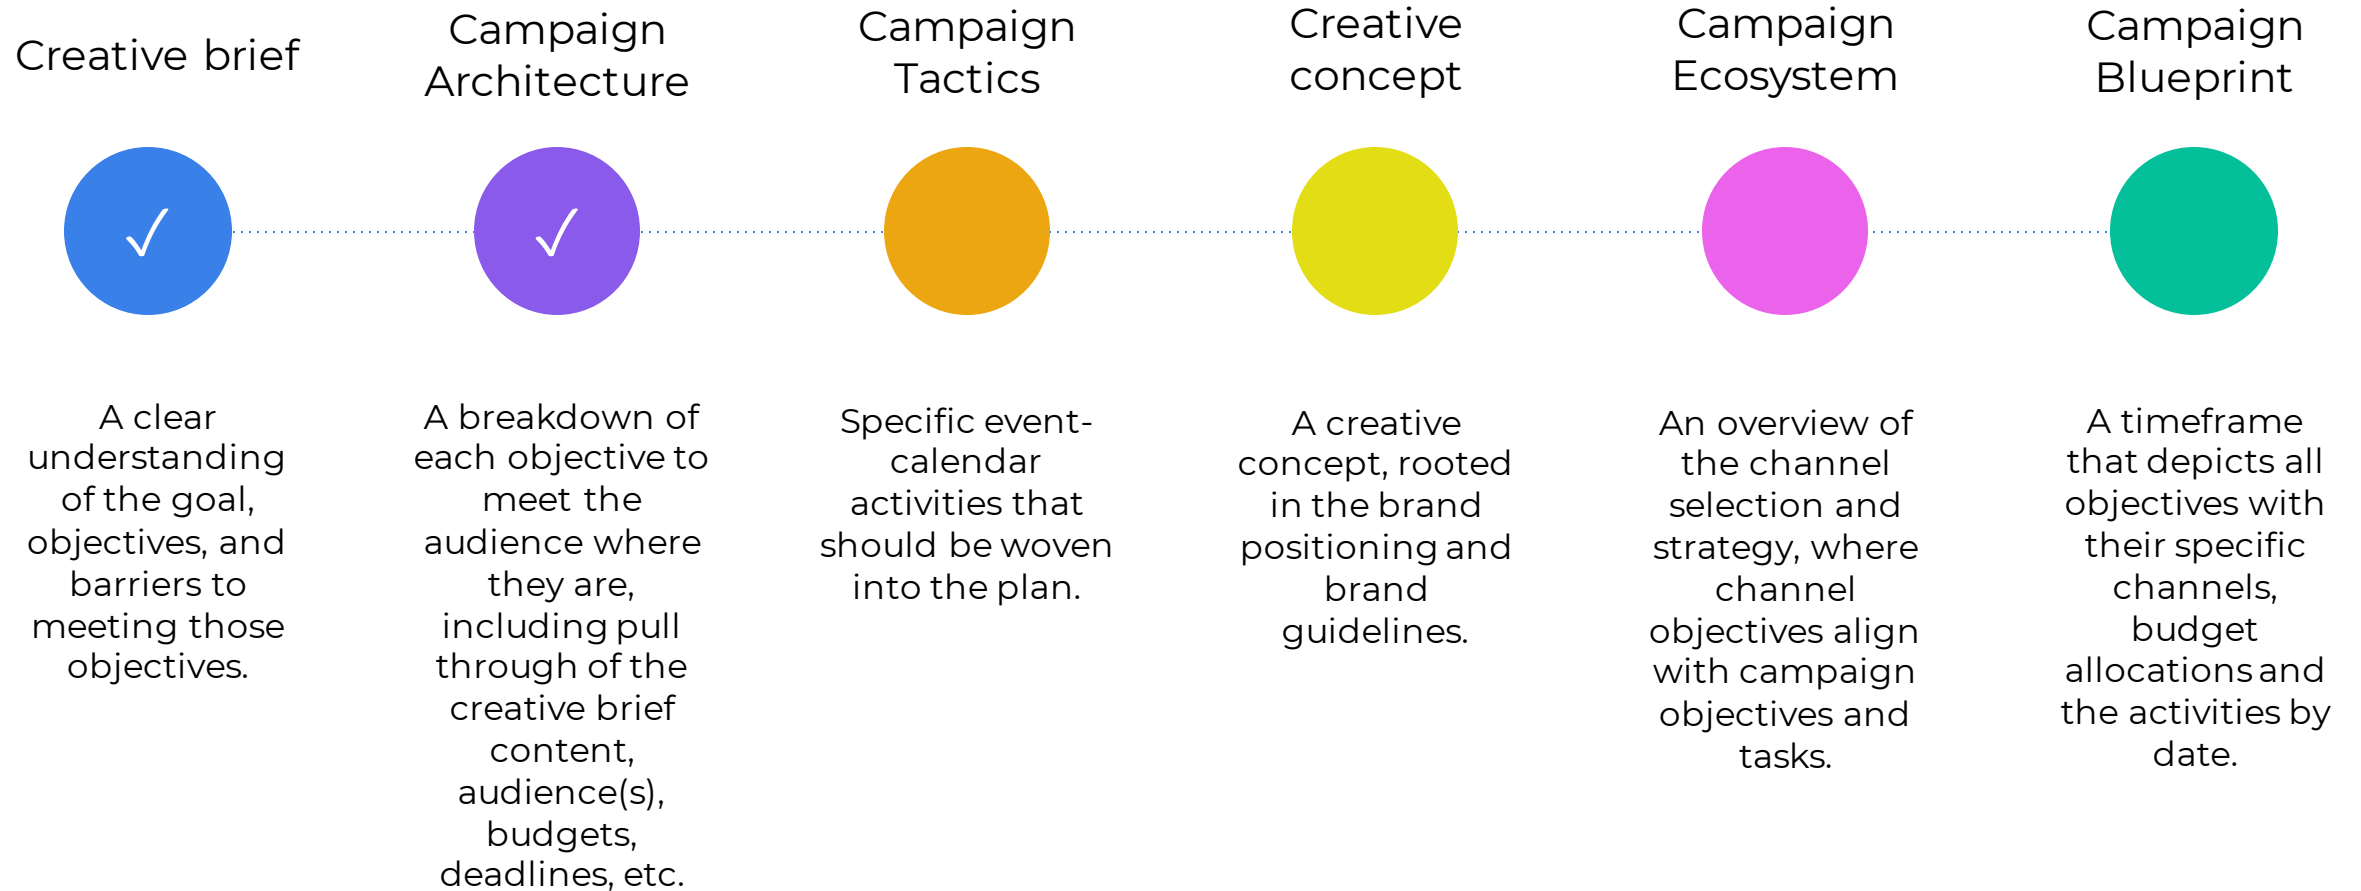 Creative brief
Campaign
Architecture
Campaign
Tactics
Creative
concept
Campaign
Ecosystem
Campaign
Blueprint
✓
✓
A clear
understanding
of the goal,
objectives, and
barriers to
meeting those
objectives.
A breakdown of
each objective to
meet the
audience where
they are,
including pull
through of the
creative brief
content,
audience(s),
budgets,
deadlines, etc.
Specific event-
calendar
activities that
should be woven
into the plan.
A creative
concept, rooted
in the brand
positioning and
brand
guidelines.
An overview of
the channel
selection and
strategy, where
channel
objectives align
with campaign
objectives and
tasks.
A timeframe
that depicts all
objectives with
their specific
channels,
budget
allocations and
the activities by
date.